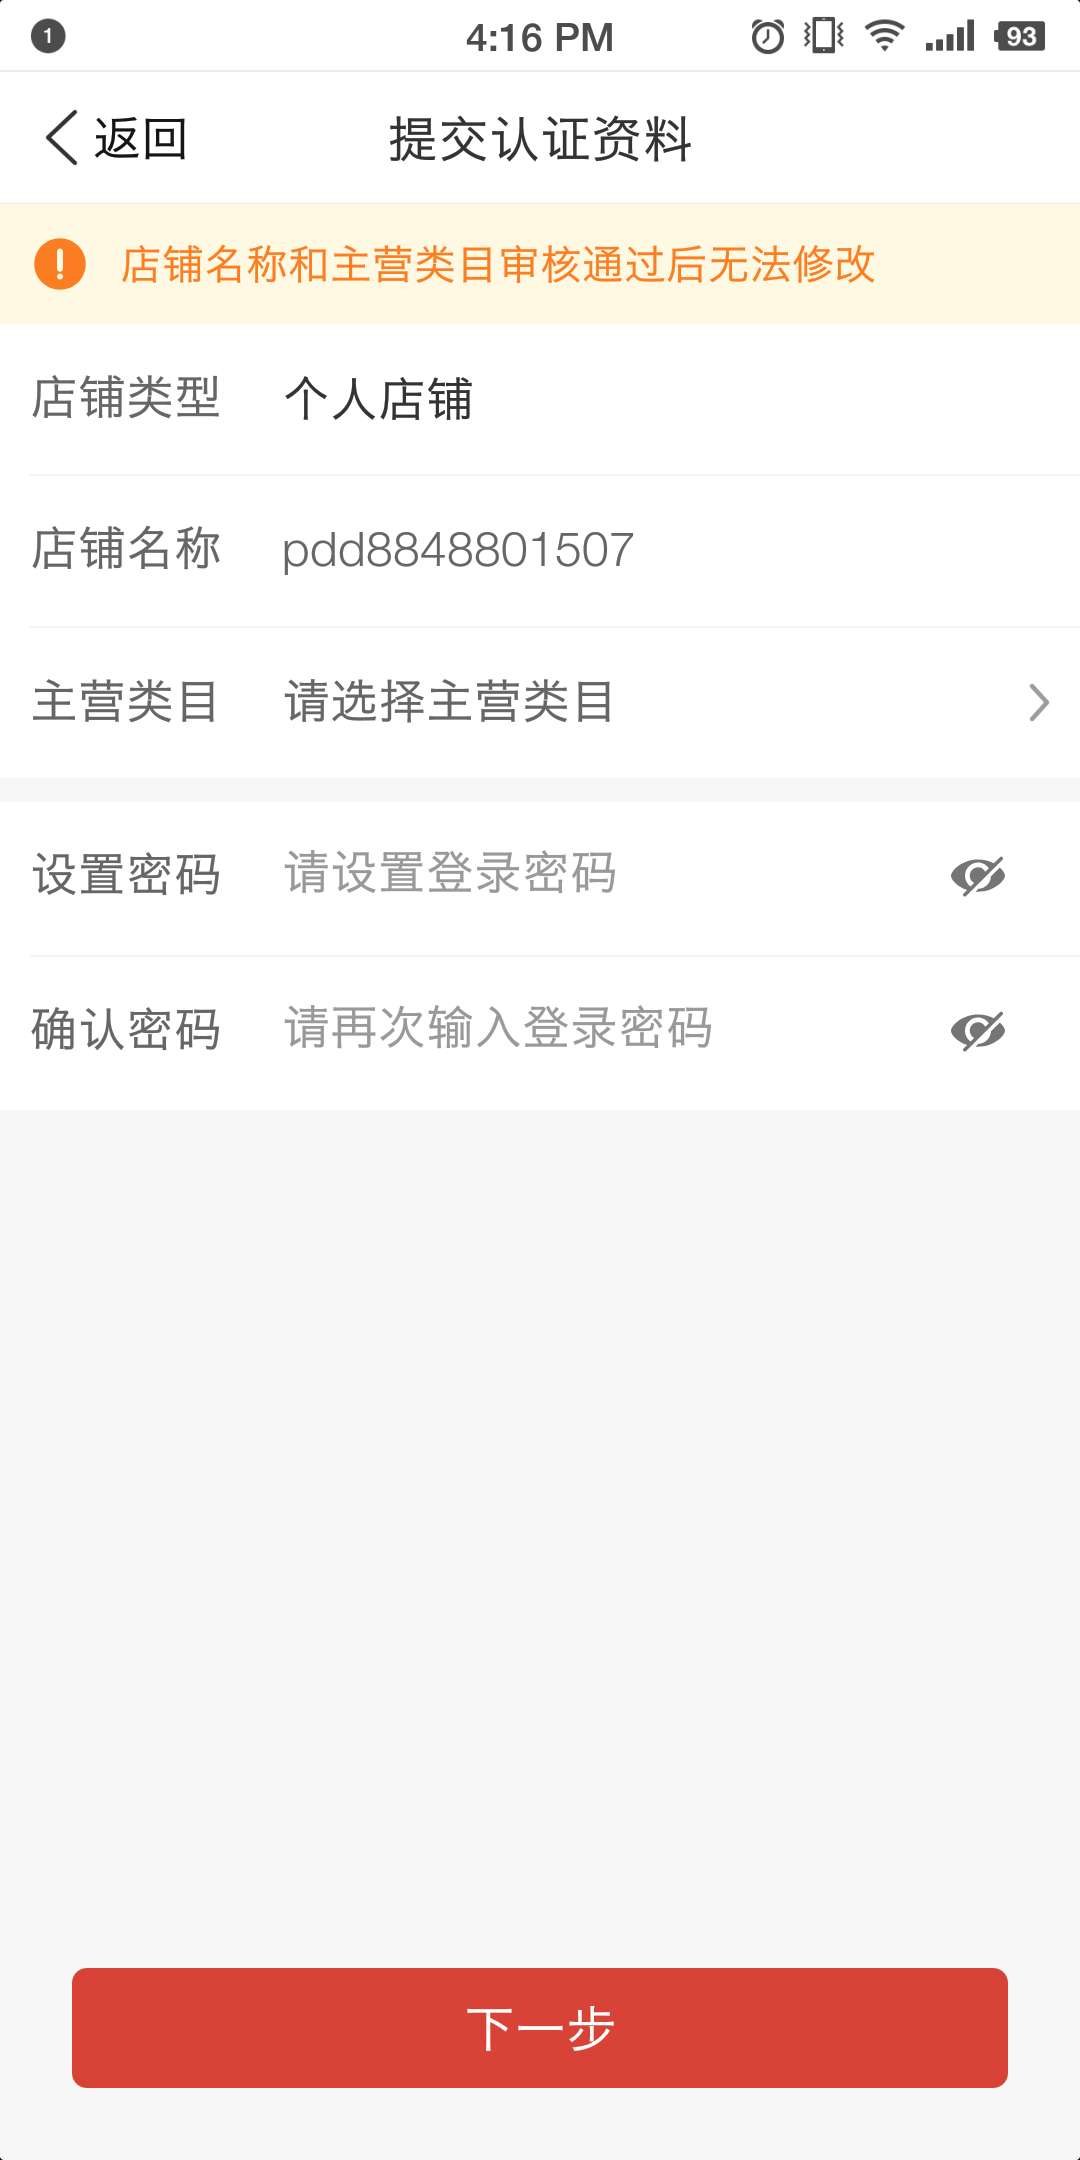 1 4:16 PM 93
返回 提交认证资料
店铺名称和主营类目审核通过后无法修改
店铺类型 个人店铺
店铺名称 pdd8848801507
主营类目 请选择主营类目
设置密码 请设置登录密码
确认密码 请再次输入登录密码
下一步